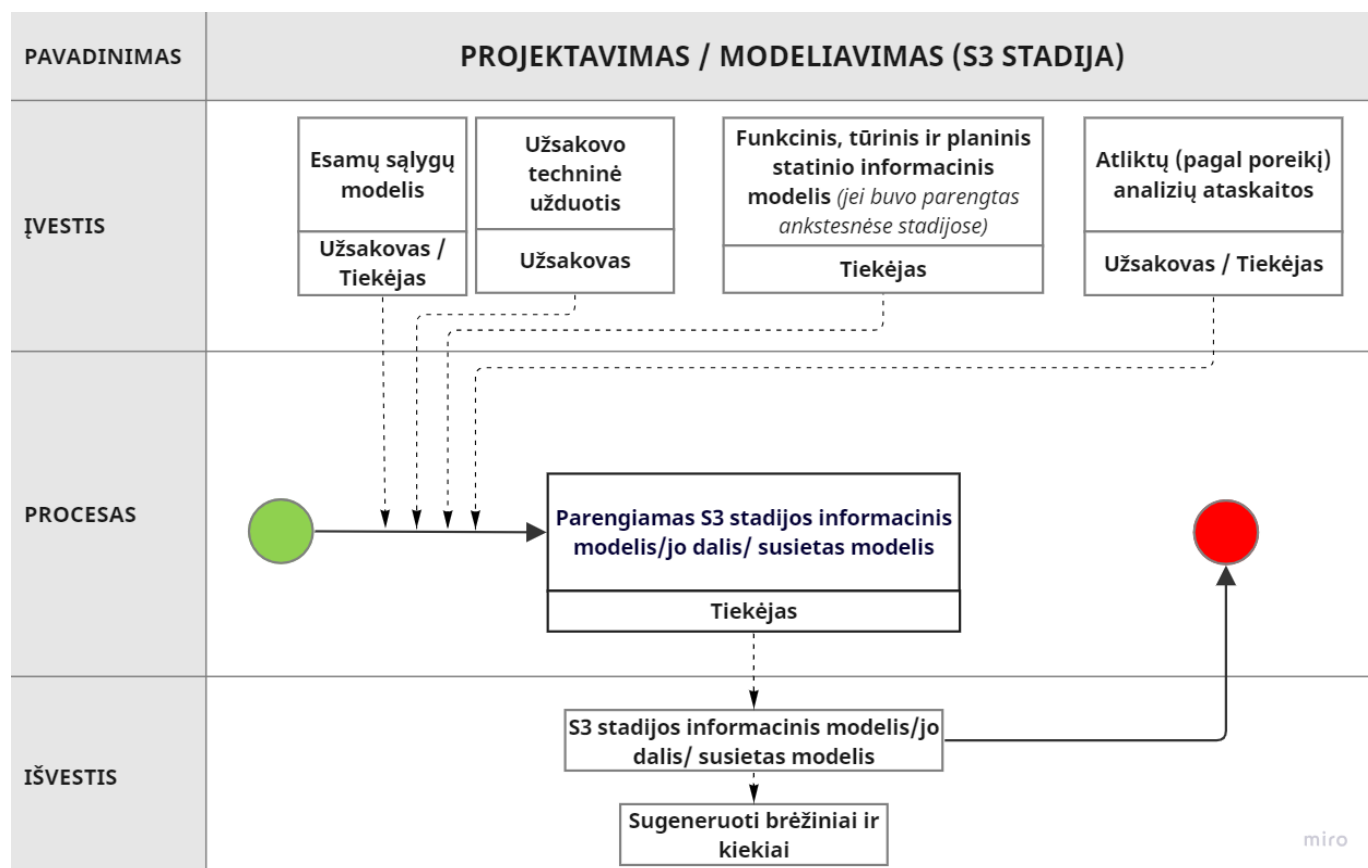 PAVADINIMAS
PROJEKTAVIMAS / MODELIAVIMAS (S3 STADIJA)
ĮVESTIS
Esamų sąlygų
modelis
Užsakovas /
Tiekėjas
Užsakovo
techninė
užduotis
Užsakovas
Funkcinis, tūrinis ir planinis
statinio informacinis
modelis (jei buvo parengtas
ankstesnėse stadijose)
Tiekėjas
Atliktų (pagal poreikį)
analizių ataskaitos
Užsakovas / Tiekėjas
PROCESAS
Parengiamas S3 stadijos informacinis
modelis/jo dalis/ susietas modelis
Tiekėjas
IŠVESTIS
S3 stadijos informacinis modelis/jo
dalis/ susietas modelis
Sugeneruoti brėžiniai ir
kiekiai
miro